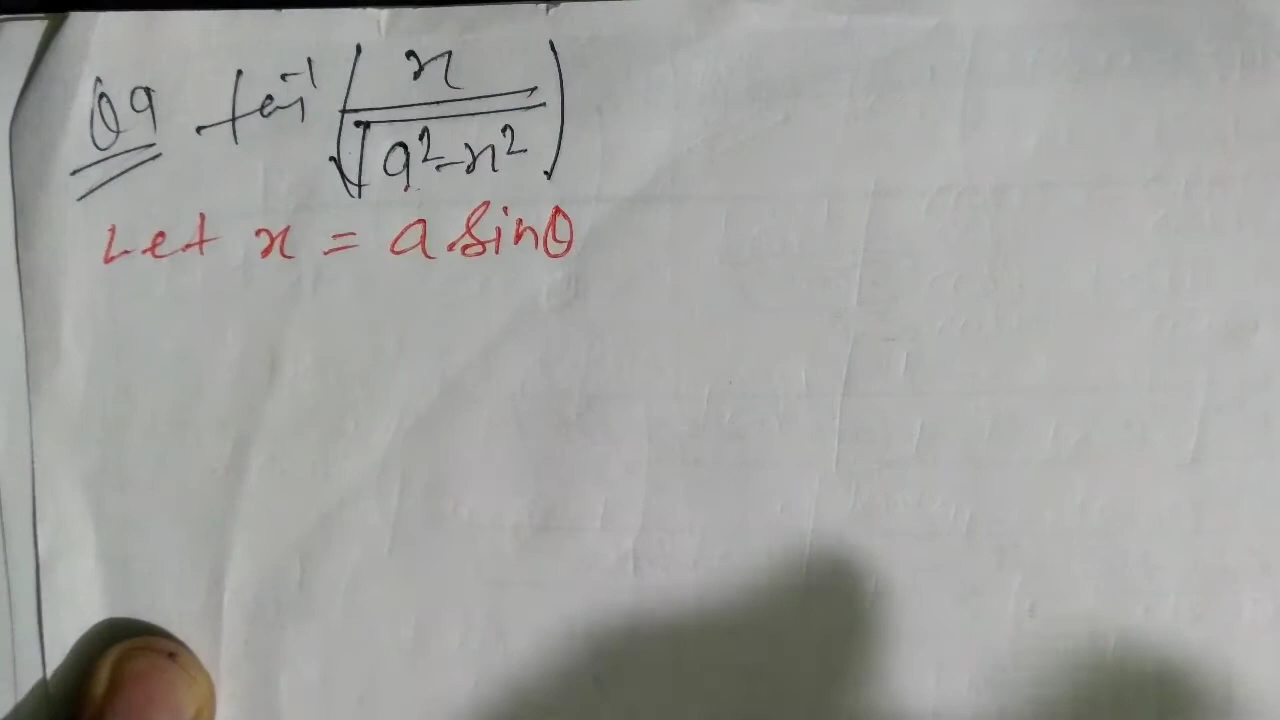 Q9 tan⁻¹ (x / √(a²-x²))
Let x = a sinθ